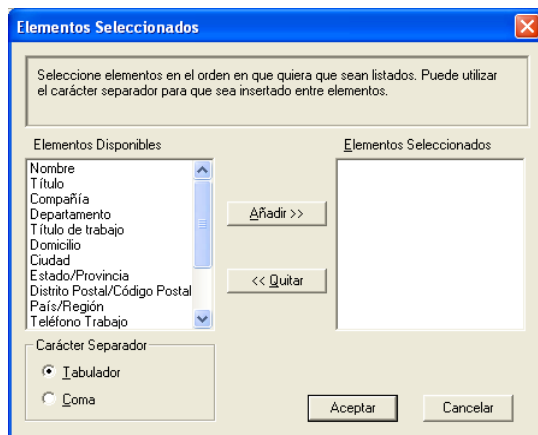 Elementos Seleccionados
Seleccione elementos en el orden en que quiera que sean listados. Puede utilizar
el carácter separador para que sea insertado entre elementos.
Elementos Disponibles
Elementos Seleccionados
Nombre
Título
Compañía
Departamento
Título de trabajo
Domicilio
Ciudad
Estado/Provincia
Distrito Postal/Código Postal
País/Región
Teléfono Trabajo
Añadir >>
<< Quitar
Carácter Separador
Tabulador
Coma
Aceptar
Cancelar